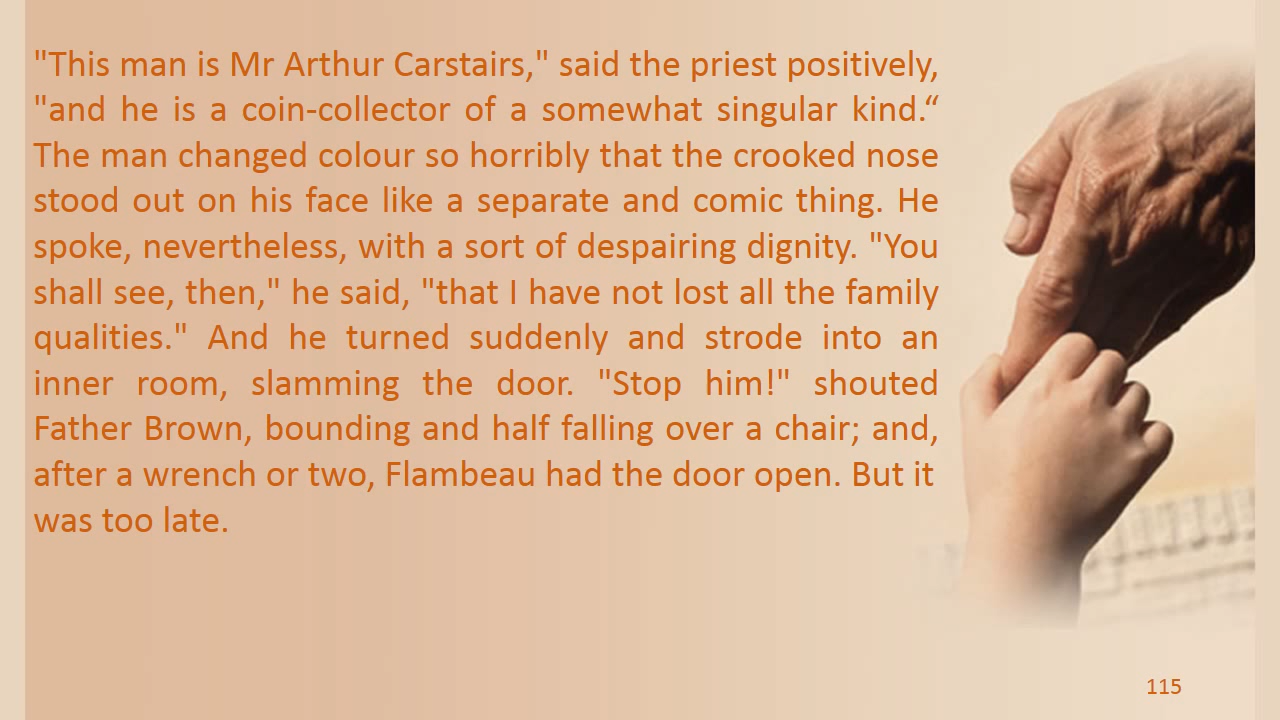 "This man is Mr Arthur Carstairs," said the priest positively,
"and he is a coin-collector of a somewhat singular kind.“
The man changed colour so horribly that the crooked nose
stood out on his face like a separate and comic thing. He
spoke, nevertheless, with a sort of despairing dignity. "You
shall see, then," he said, "that I have not lost all the family
qualities." And he turned suddenly and strode into an
inner room, slamming the door. "Stop him!" shouted
Father Brown, bounding and half falling over a chair; and,
after a wrench or two, Flambeau had the door open. But it
was too late.
115